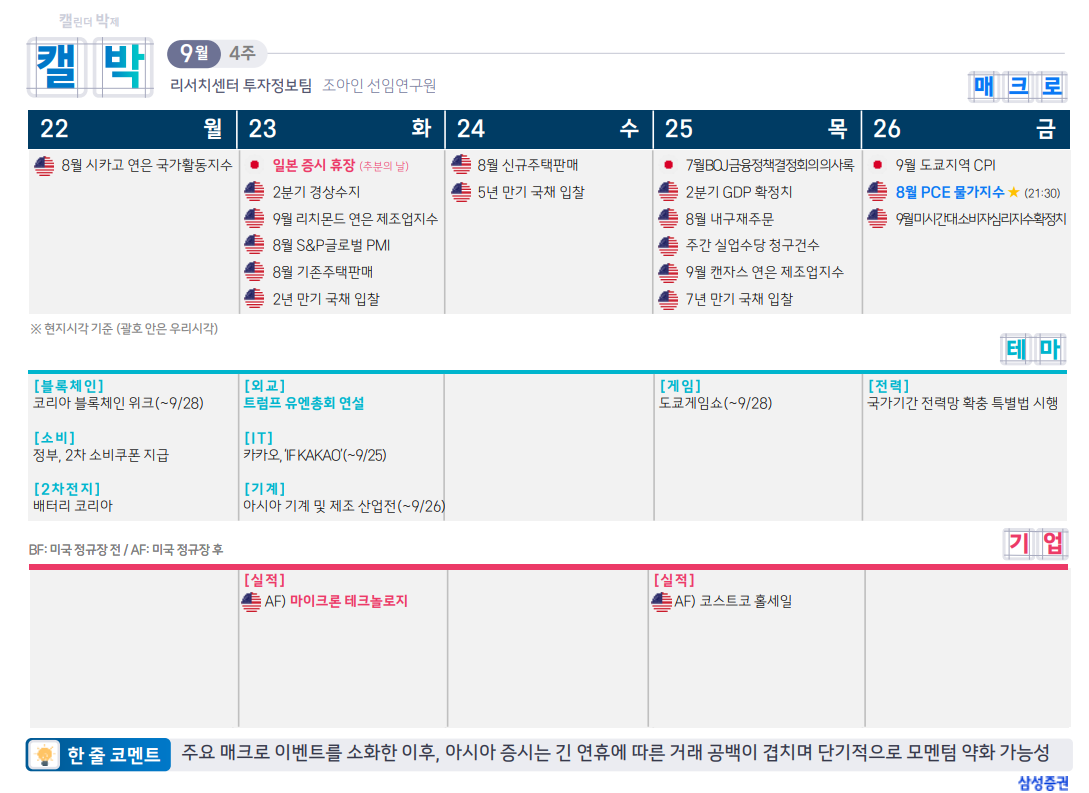 캘린더 박제
캘박
9월 4주
리서치센터 투자정보팀 조아인 선임연구원
매크로
22 월
8월 시카고 연은 국가활동지수
23 화
일본 증시 휴장 (추분의 날)
2분기 경상수지
9월 리치몬드 연은 제조업지수
8월 S&P글로벌 PMI
8월 기존주택판매
2년 만기 국채 입찰
24 수
8월 신규주택판매
5년 만기 국채 입찰
25 목
7월 BOJ 금융정책결정회의 의사록
2분기 GDP 확정치
8월 내구재주문
주간 실업수당 청구건수
9월 캔자스 연은 제조업지수
7년 만기 국채 입찰
26 금
9월 도쿄지역 CPI
8월 PCE 물가지수 ★ (21:30)
9월 미시간대 소비자심리지수 확정치
※ 현지시각 기준 (괄호 안은 우리시각)
테마
[블록체인]
코리아 블록체인 위크(~9/28)
[소비]
정부, 2차 소비쿠폰 지급
[2차전지]
배터리 코리아
[외교]
트럼프 유엔총회 연설
[IT]
카카오, 'IF KAKAO'(~9/25)
[기계]
아시아 기계 및 제조 산업전(~9/26)
[게임]
도쿄게임쇼(~9/28)
[전력]
국가기간 전력망 확충 특별법 시행
BF: 미국 정규장 전 / AF: 미국 정규장 후
기업
[실적]
AF) 마이크론 테크놀로지
[실적]
AF) 코스트코 홀세일
한 줄 코멘트
주요 매크로 이벤트를 소화한 이후, 아시아 증시는 긴 연휴에 따른 거래 공백이 겹치며 단기적으로 모멘텀 약화 가능성
삼성증권